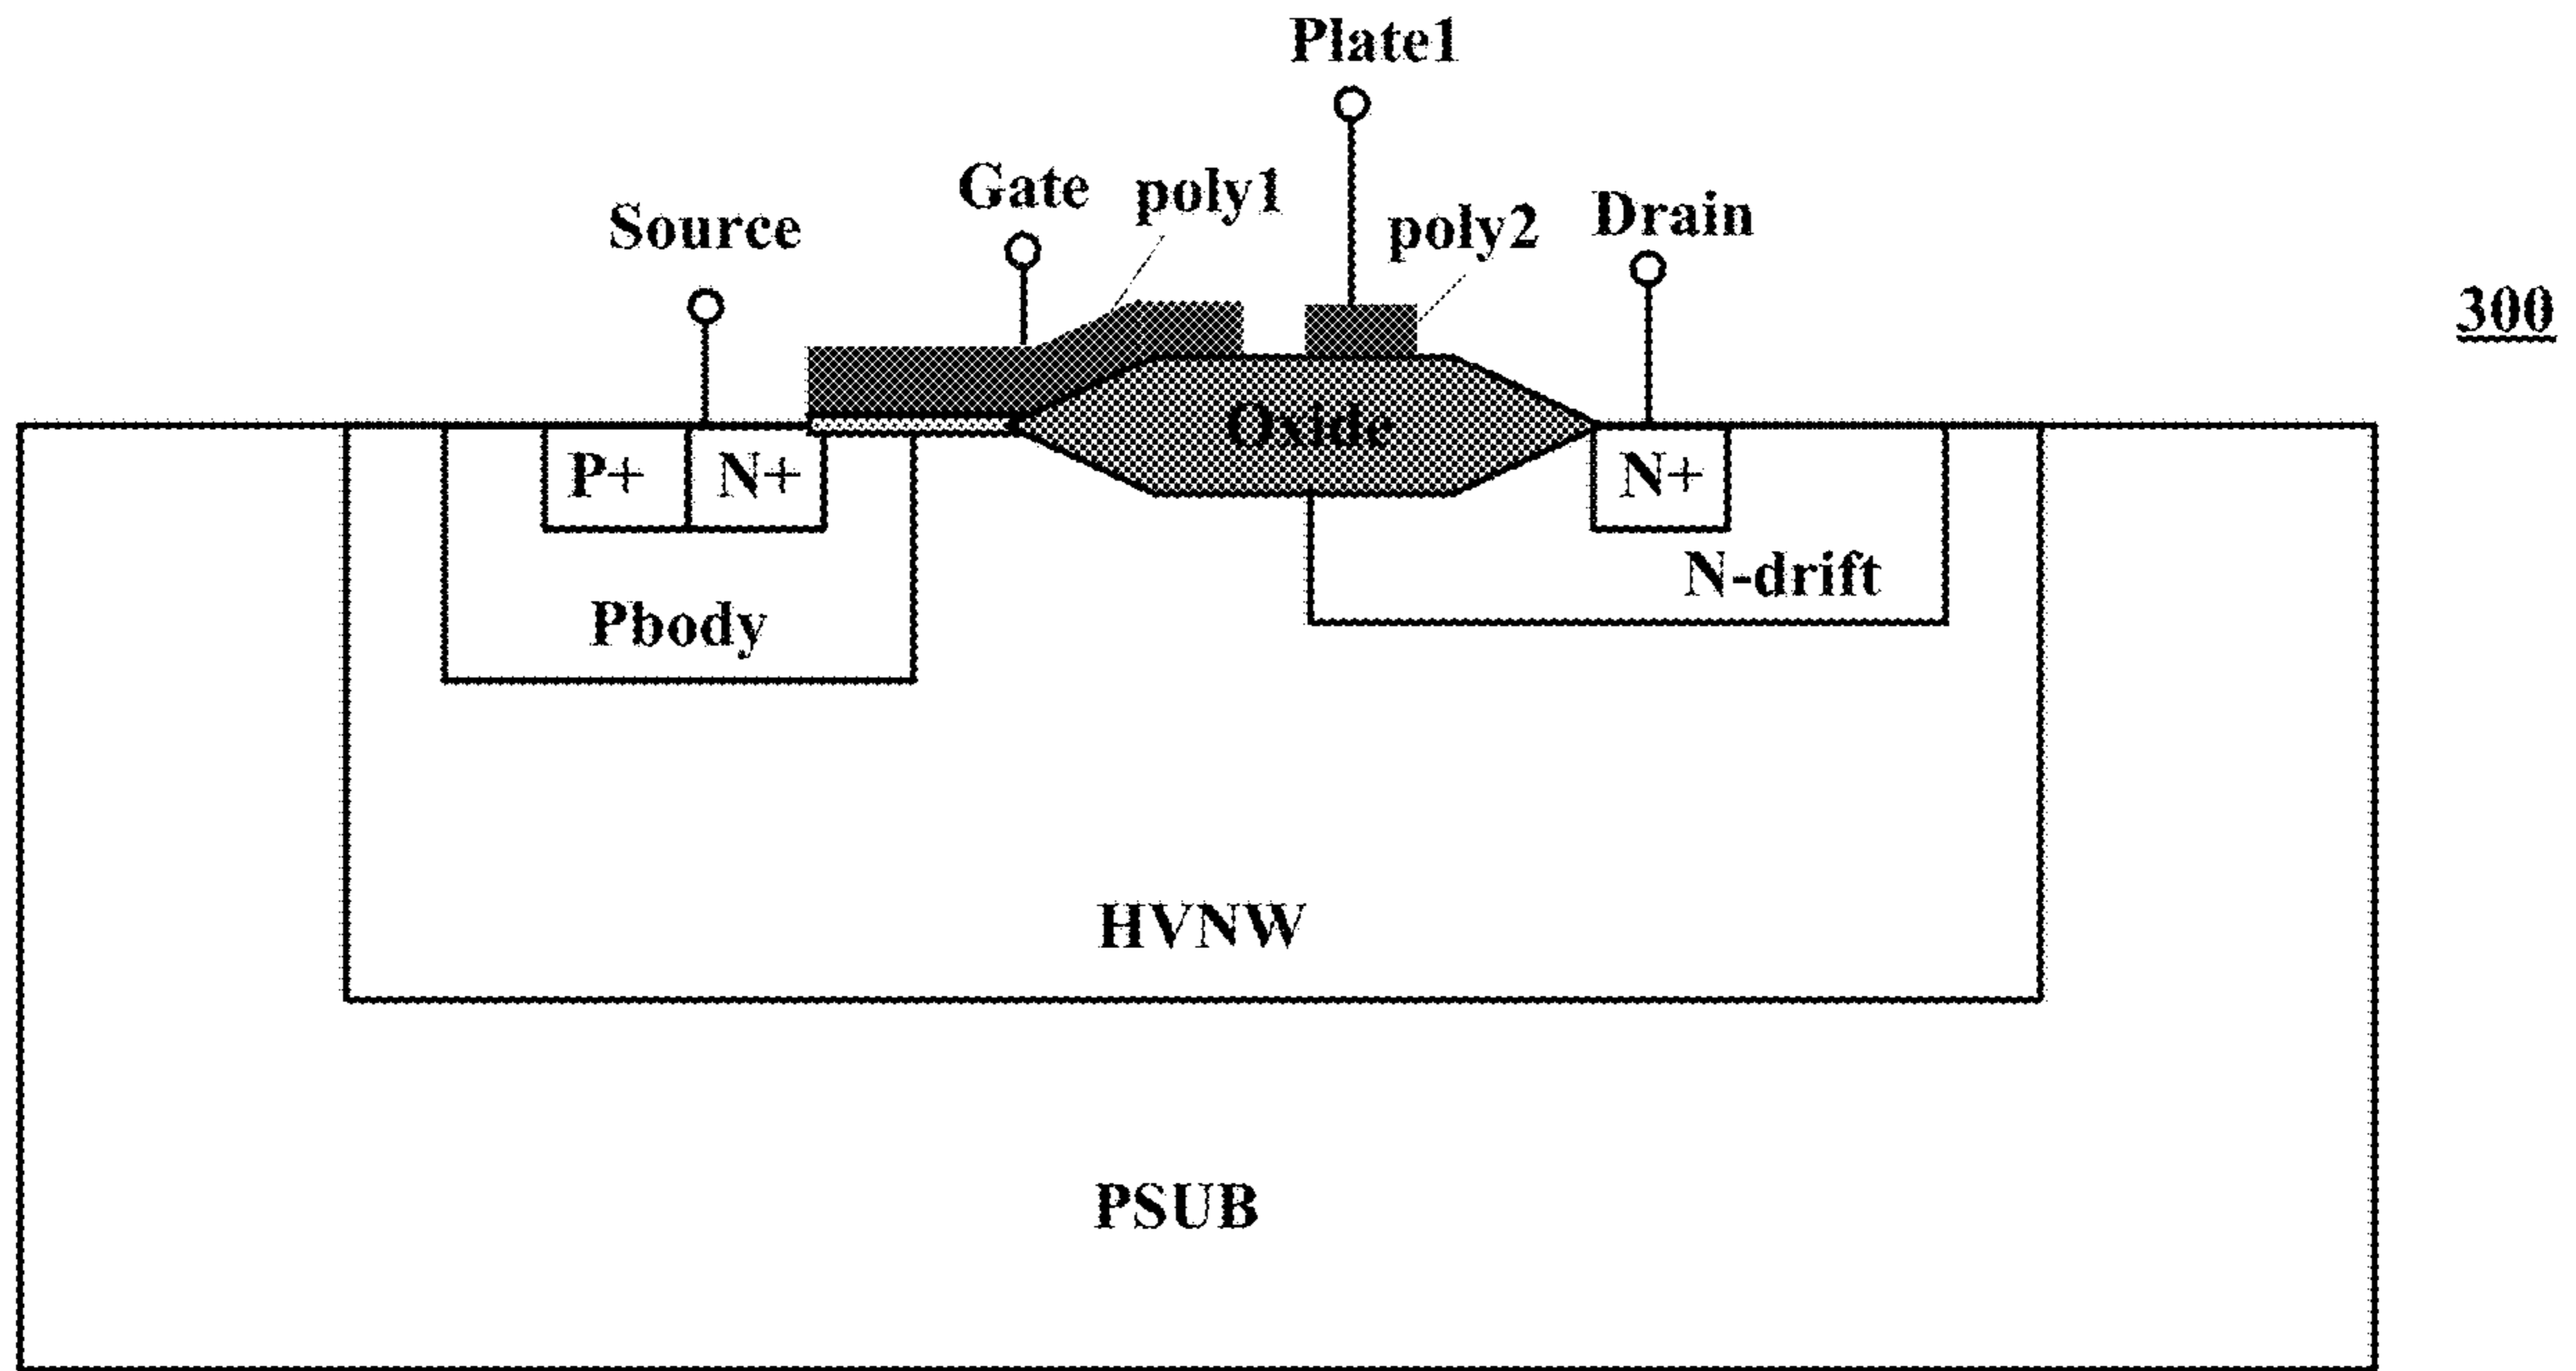 Plate1
Gate
poly1
Source
poly2
Drain
300
Oxide
P+
N+
N+
N-drift
Pbody
HVNW
PSUB